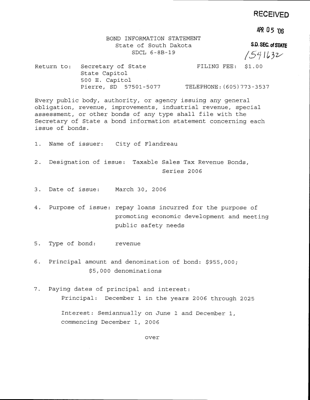 RECEIVED
APR 05 '06
S.D. SEC. of STATE
1541632
BOND INFORMATION STATEMENT
State of South Dakota
SDCL 6-8B-19
Return to: Secretary of State FILING FEE: $1.00
State Capitol
500 E. Capitol
Pierre, SD 57501-5077 TELEPHONE:(605)773-3537
Every public body, authority, or agency issuing any general
obligation, revenue, improvements, industrial revenue, special
assessment, or other bonds of any type shall file with the
Secretary of State a bond information statement concerning each
issue of bonds.
1. Name of issuer: City of Flandreau
2. Designation of issue: Taxable Sales Tax Revenue Bonds,
Series 2006
3. Date of issue: March 30, 2006
4. Purpose of issue: repay loans incurred for the purpose of
promoting economic development and meeting
public safety needs
5. Type of bond: revenue
6. Principal amount and denomination of bond: $955,000;
$5,000 denominations
7. Paying dates of principal and interest:
Principal: December 1 in the years 2006 through 2025
Interest: Semiannually on June 1 and December 1,
commencing December 1, 2006
over